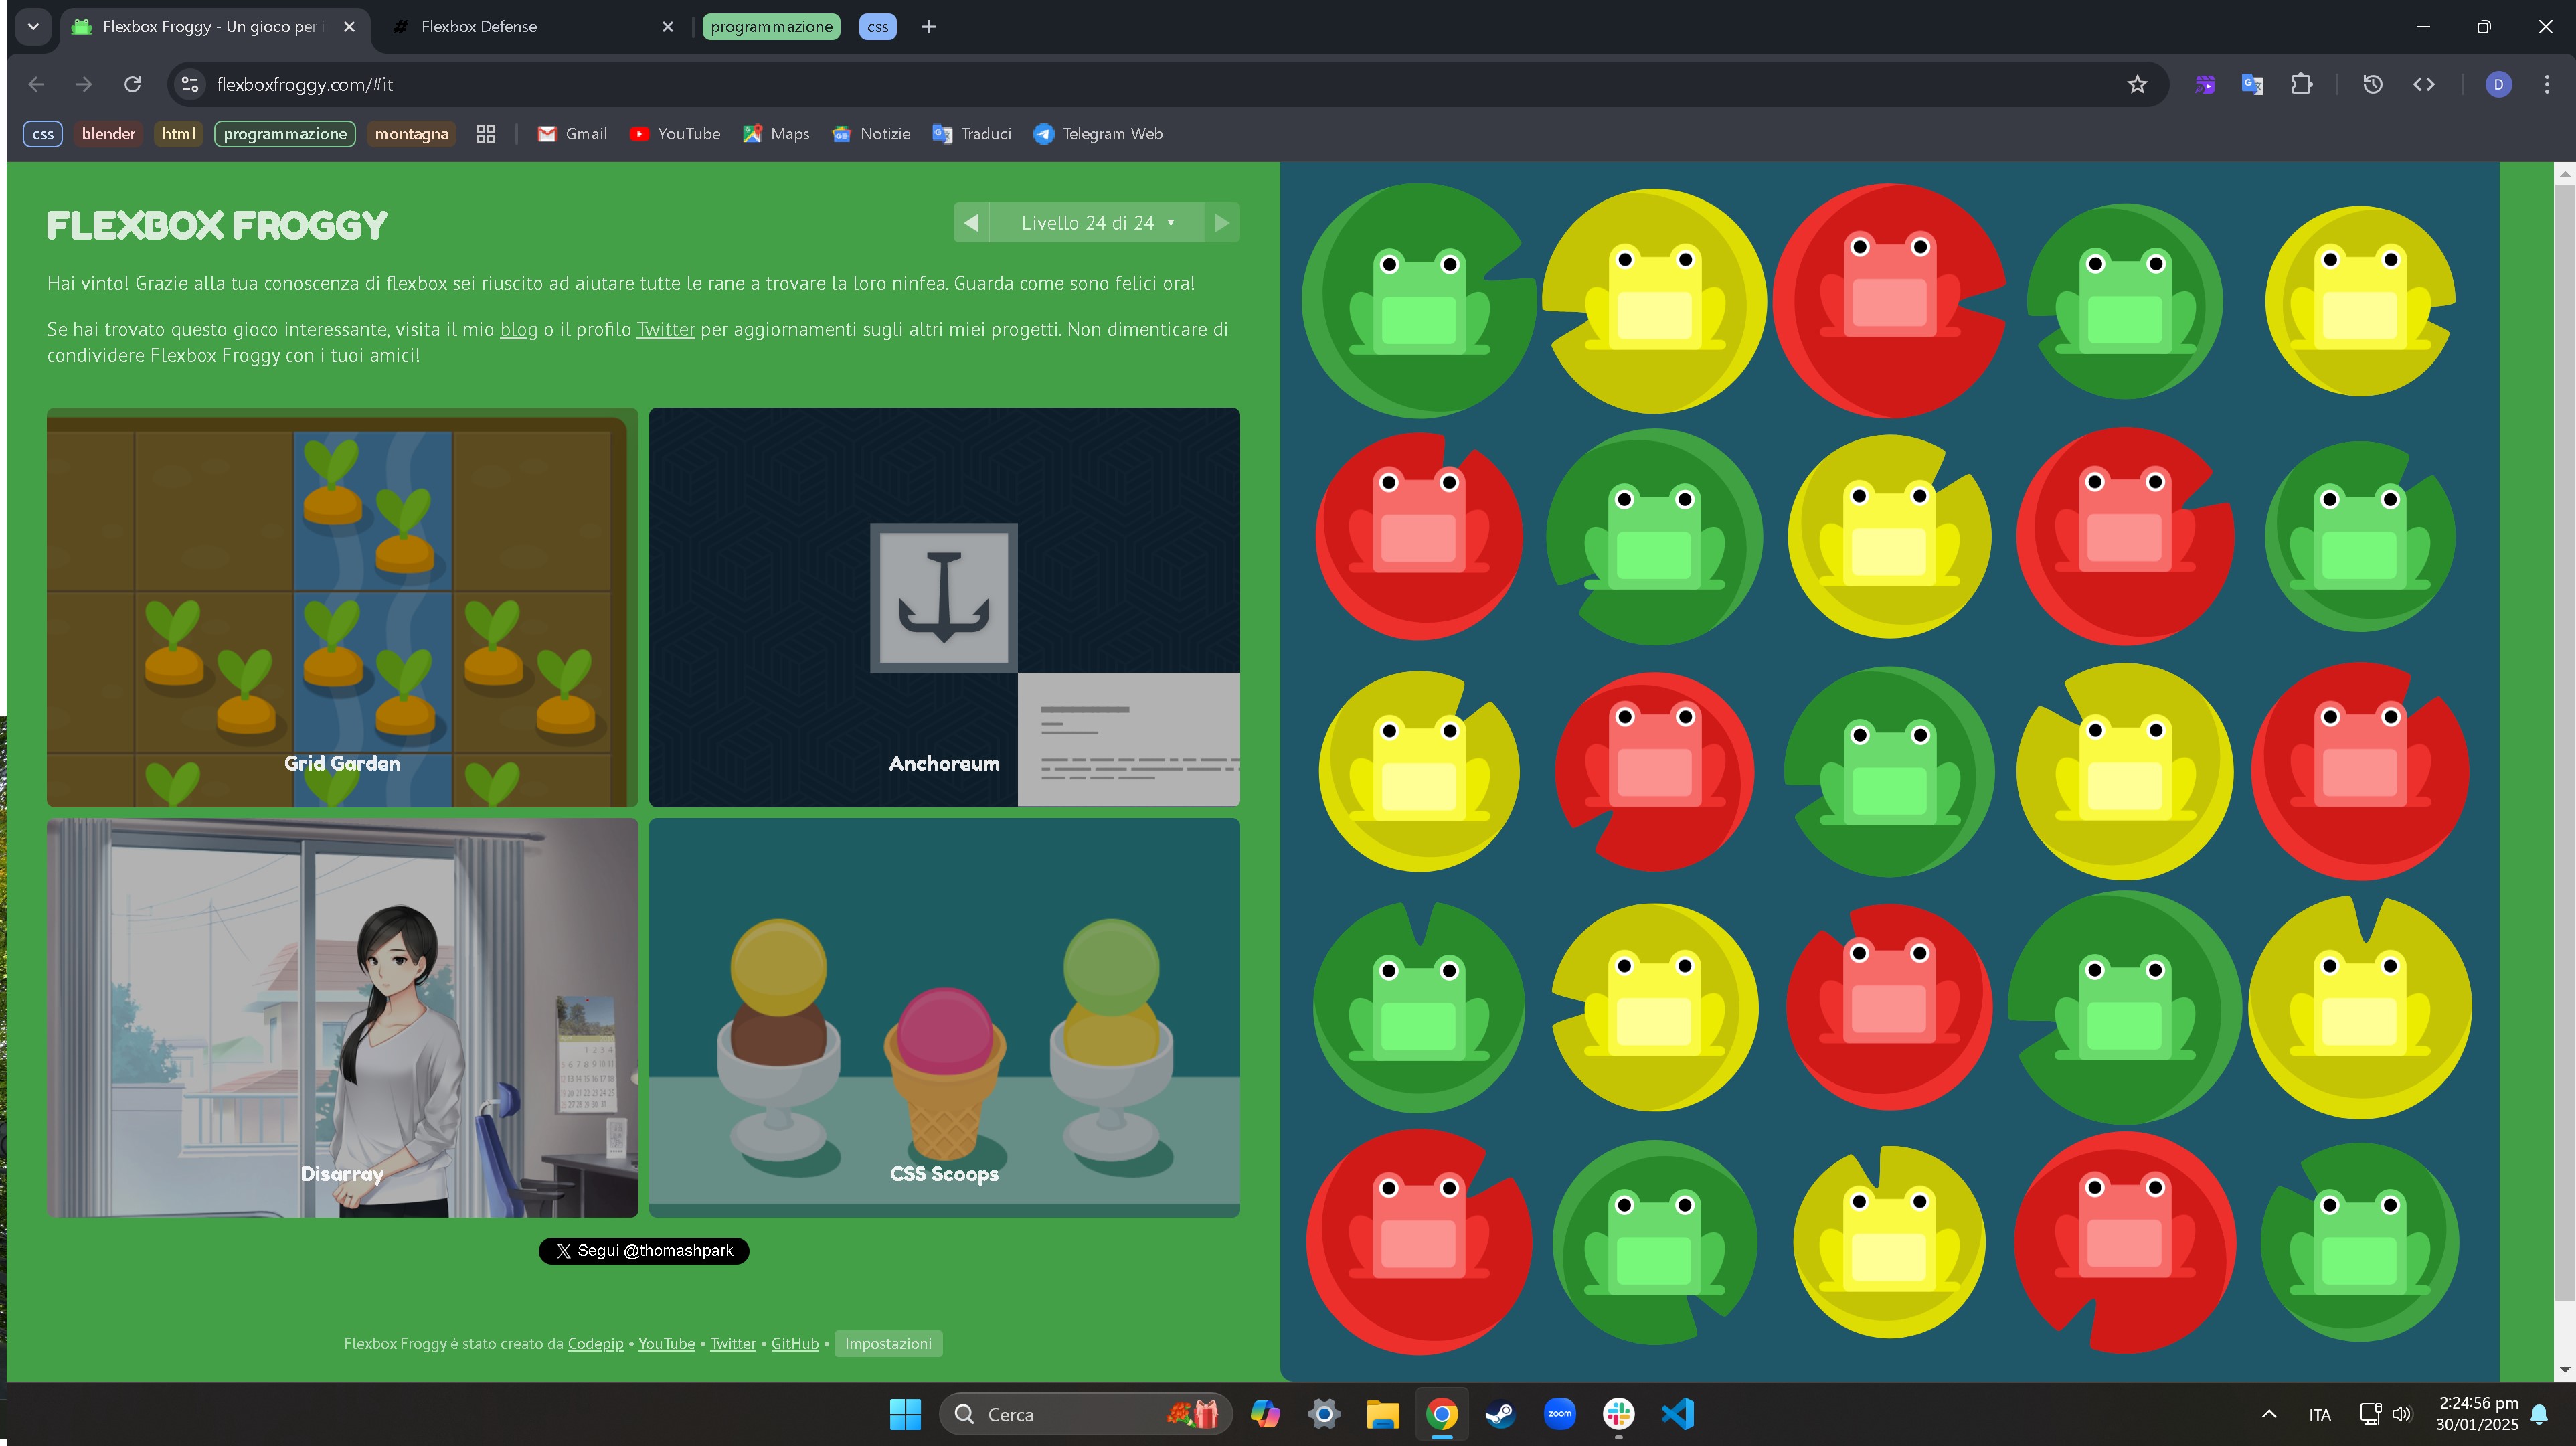 Flexbox Froggy - Un gioco per i
Flexbox Defense
programmazione
css
flexboxfroggy.com/#it
D
css
blender
html
programmazione
montagna
Gmail
YouTube
Maps
Notizie
Traduci
Telegram Web
FLEXBOX FROGGY
Livello 24 di 24
Hai vinto! Grazie alla tua conoscenza di flexbox sei riuscito ad aiutare tutte le rane a trovare la loro ninfea. Guarda come sono felici ora!
Se hai trovato questo gioco interessante, visita il mio blog o il profilo Twitter per aggiornamenti sugli altri miei progetti. Non dimenticare di
condividere Flexbox Froggy con i tuoi amici!
Grid Garden
Anchoreum
Disarray
CSS Scoops
Segui @thomashpark
Flexbox Froggy è stato creato da Codepip • YouTube • Twitter • GitHub • Impostazioni
Cerca
zoom
ITA
2:24:56 pm
30/01/2025